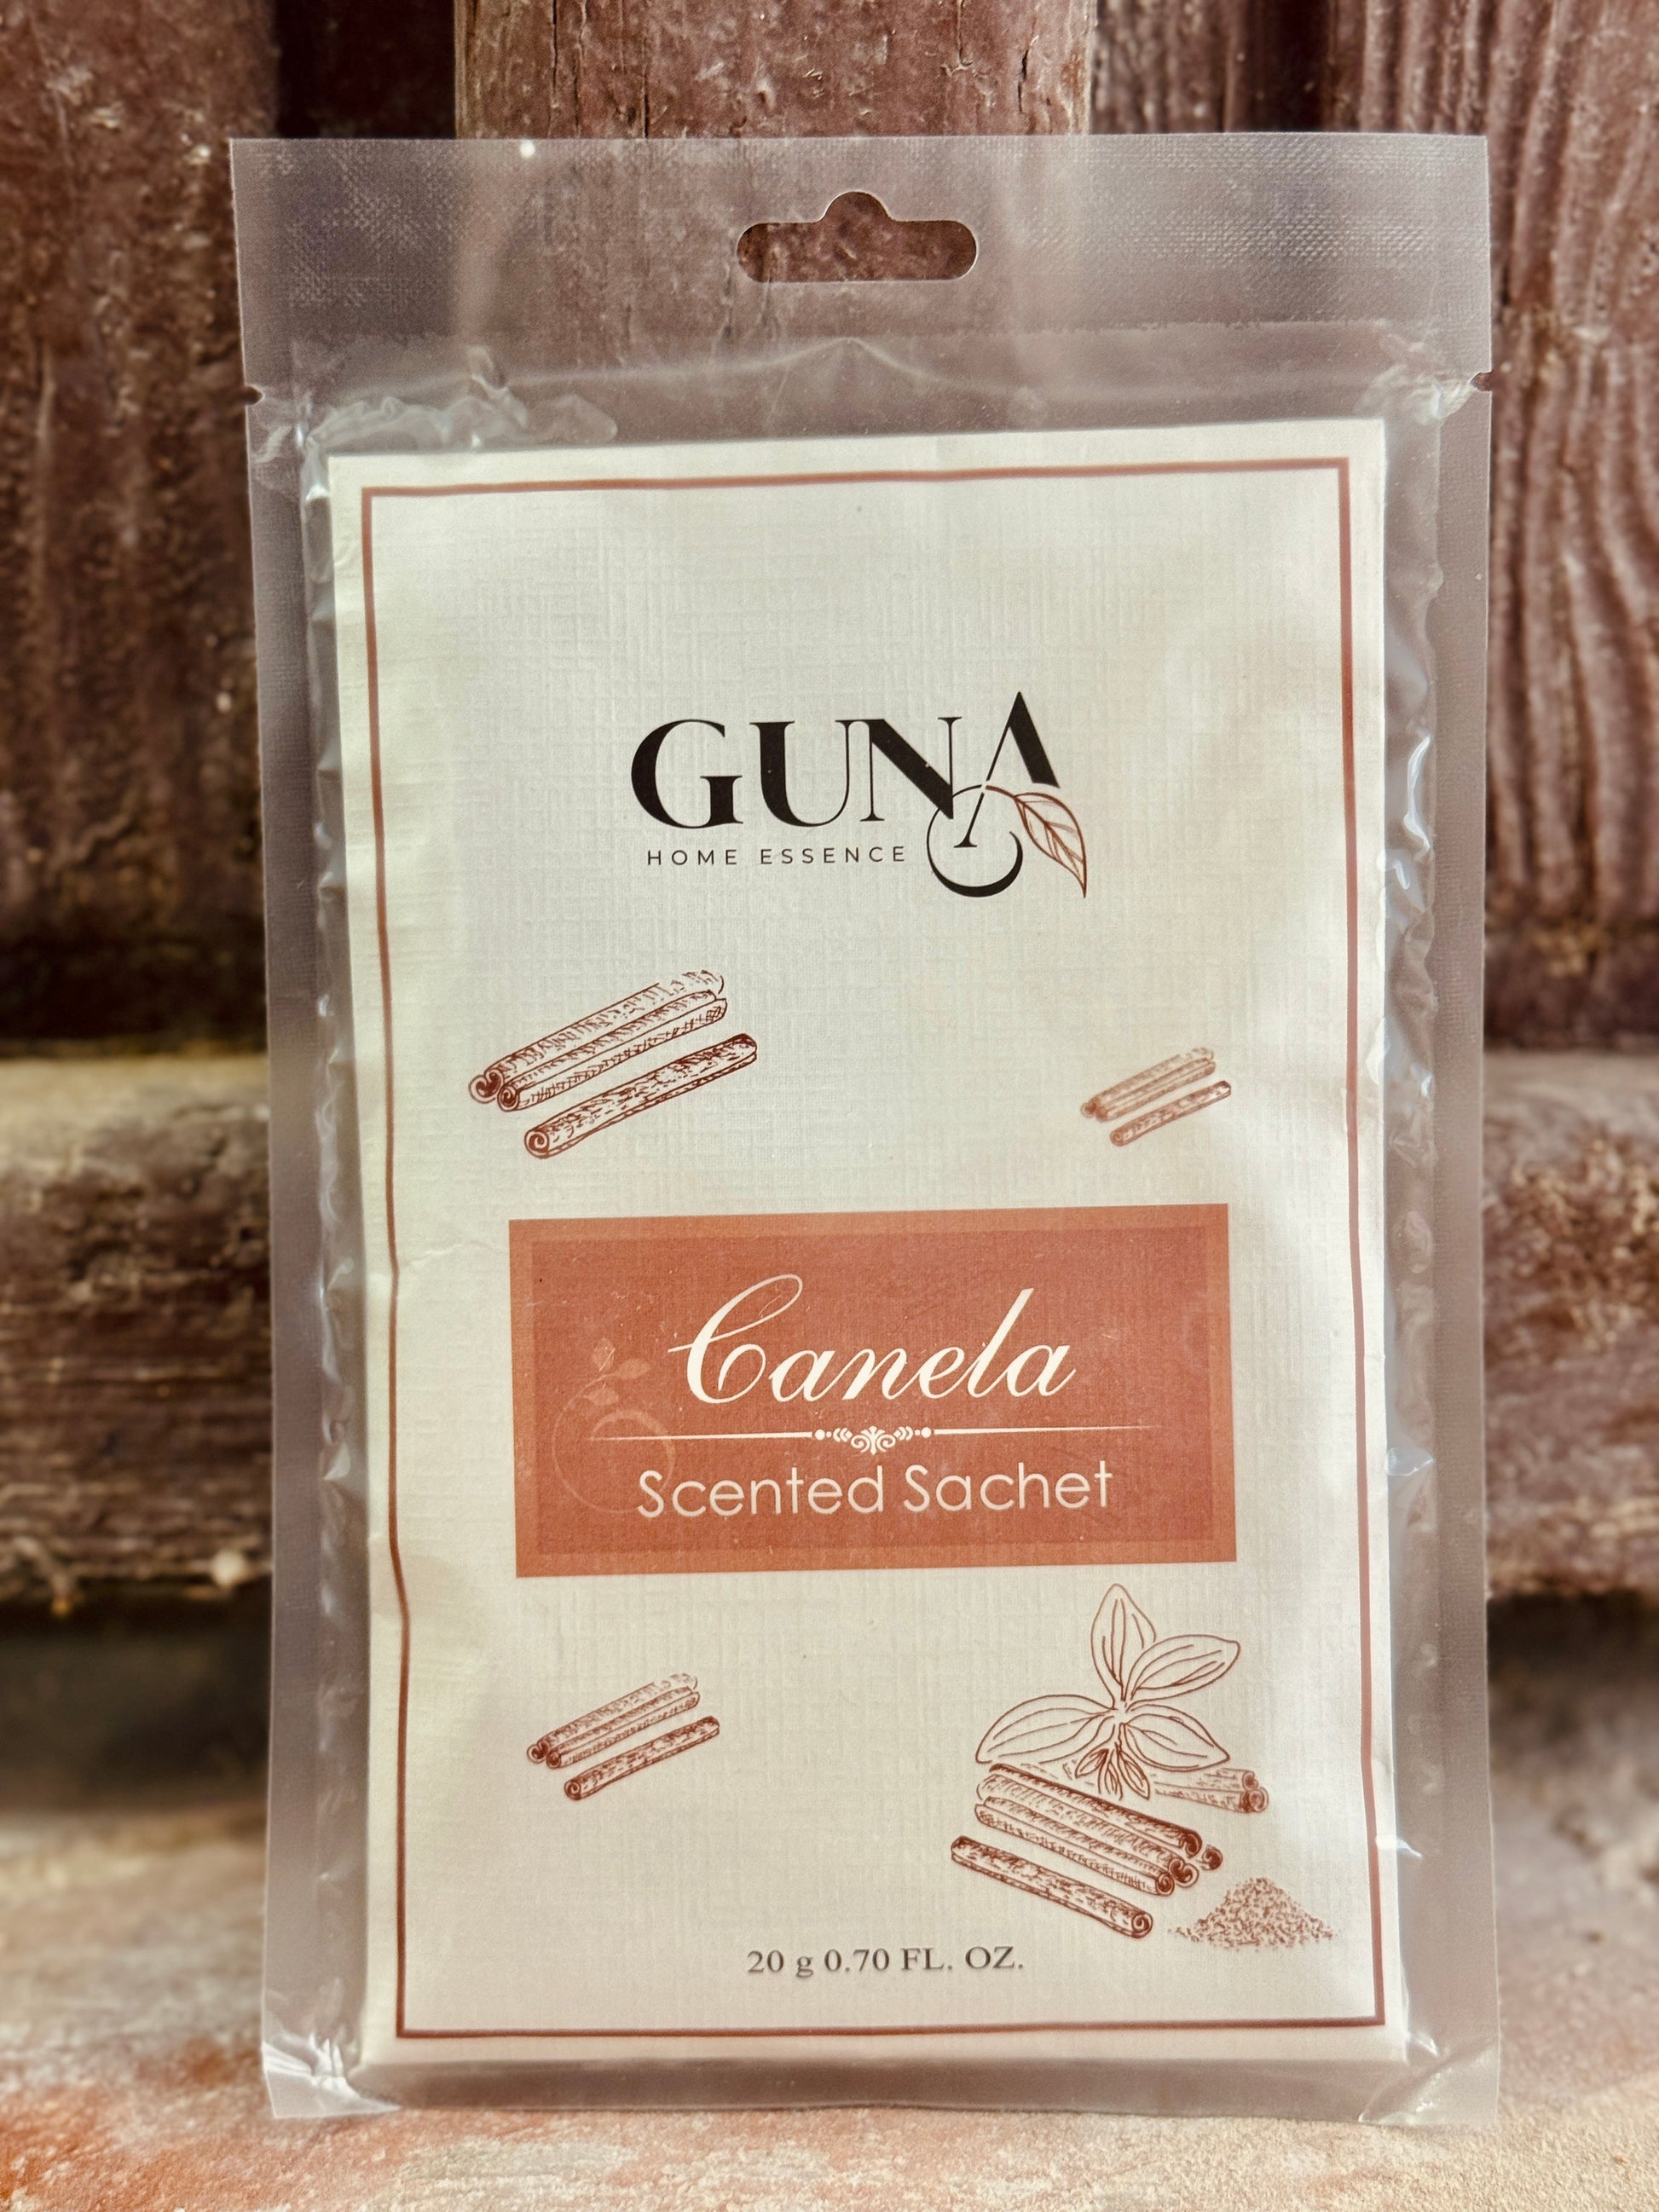 GUNA
HOME ESSENCE
Canela
Scented Sachet
20 g 0.70 FL. OZ.